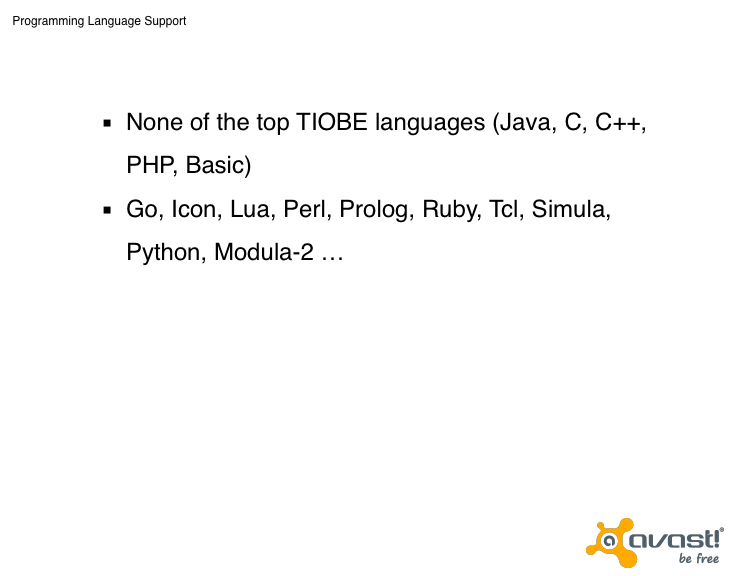 Programming Language Support
▪ None of the top TIOBE languages (Java, C, C++,
PHP, Basic)
▪ Go, Icon, Lua, Perl, Prolog, Ruby, Tcl, Simula,
Python, Modula-2 …
a avast!®
be free